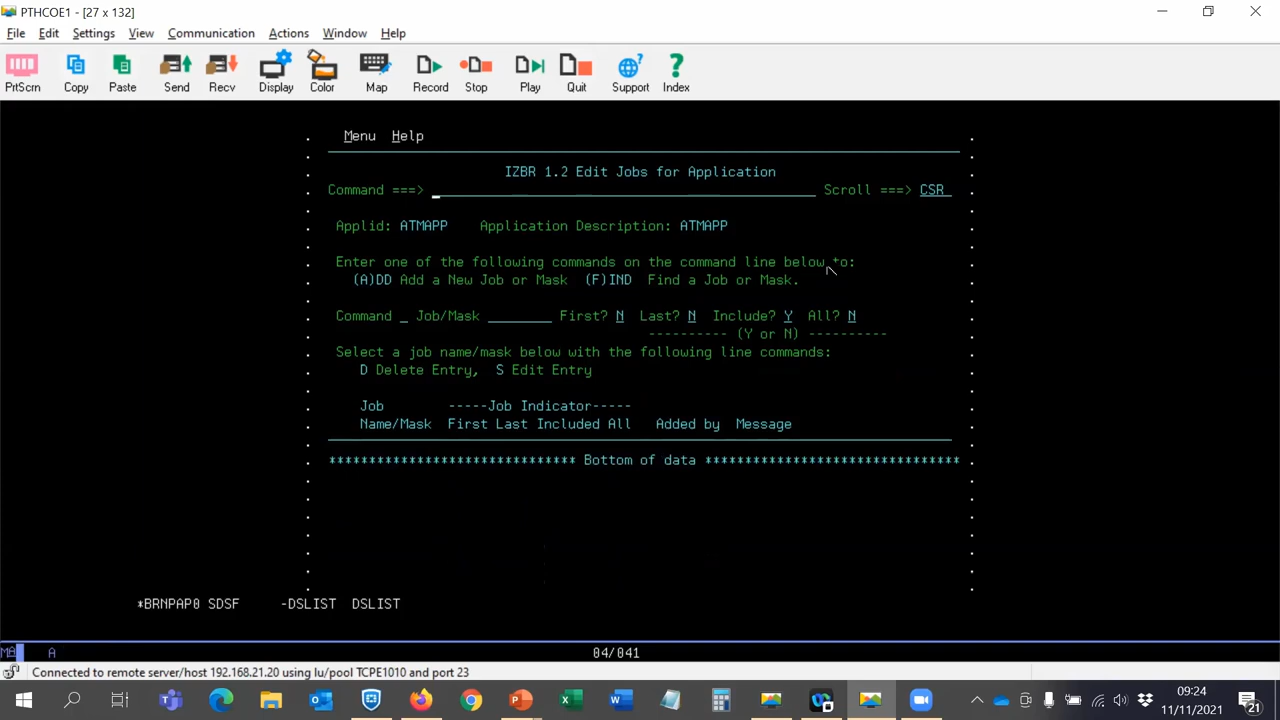 PTHCOE1 - [27 x 132]
File Edit Settings View Communication Actions Window Help
PrtScrn Copy Paste Send Recv Display Color Map Record Stop Play Quit Support Index
Menu Help
IZBR 1.2 Edit Jobs for Application
Command ===> Scroll ===> CSR
Applid: ATMAPP Application Description: ATMAPP
Enter one of the following commands on the command line below to:
(A)DD Add a New Job or Mask (F)IND Find a Job or Mask.
Command _ Job/Mask ________ First? N Last? N Include? Y All? N
---------- (Y or N) ----------
Select a job name/mask below with the following line commands:
D Delete Entry, S Edit Entry
Job -----Job Indicator-----
Name/Mask First Last Included All Added by Message
******************************* Bottom of data ********************************
*BRNPAP0 SDSF -DSLIST DSLIST
MA A 04/041
Connected to remote server/host 192.168.21.20 using lu/pool TCPE1010 and port 23
09:24
11/11/2021
21